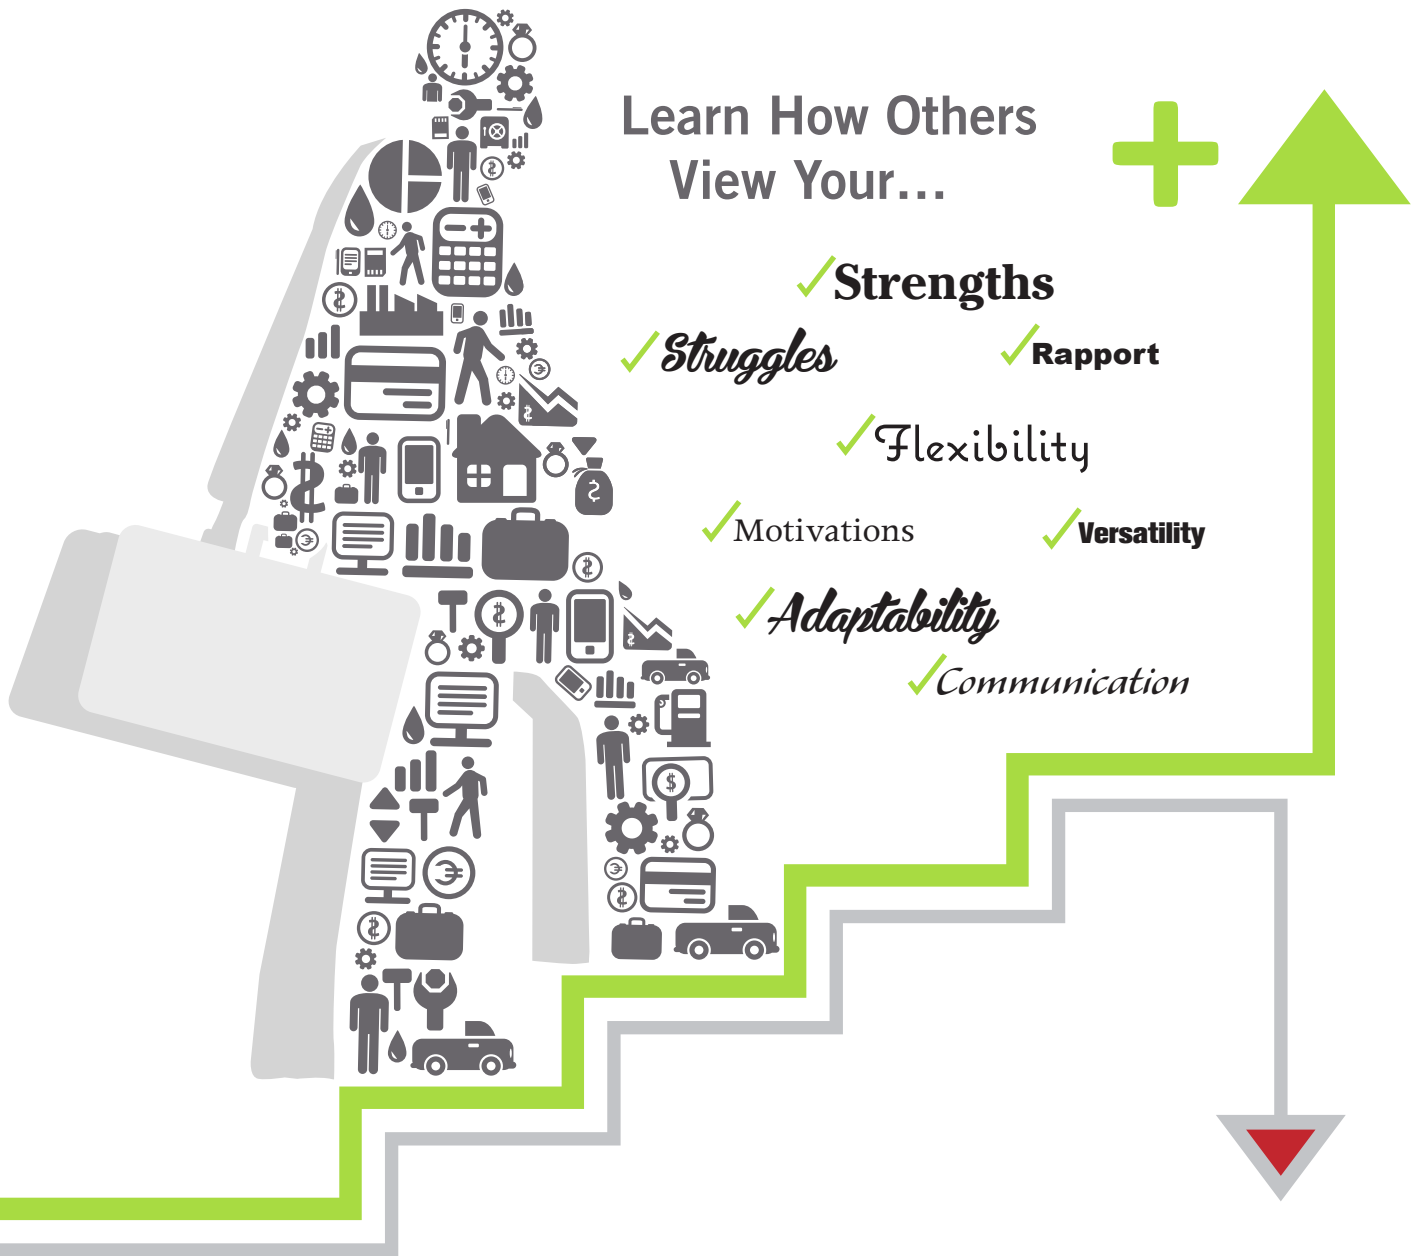 Learn How Others
View Your...
Strengths
Struggles
Rapport
Flexibility
Motivations
Versatility
Adaptability
Communication